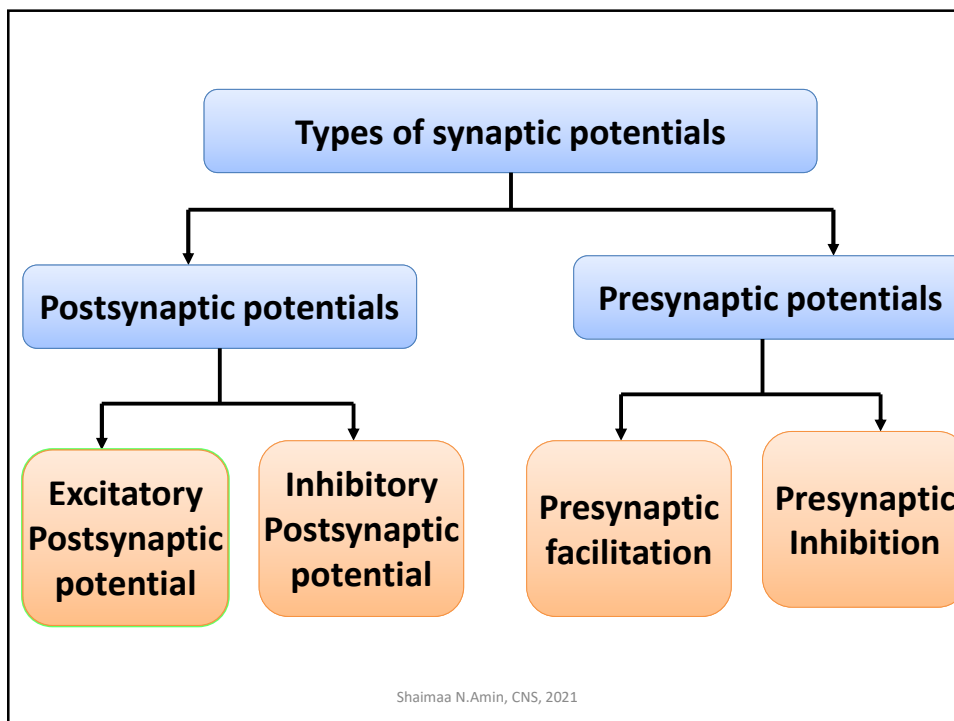 Types of synaptic potentials
Postsynaptic potentials
Presynaptic potentials
Excitatory
Postsynaptic
potential
Inhibitory
Postsynaptic
potential
Presynaptic
facilitation
Presynaptic
Inhibition
Shaimaa N.Amin, CNS, 2021